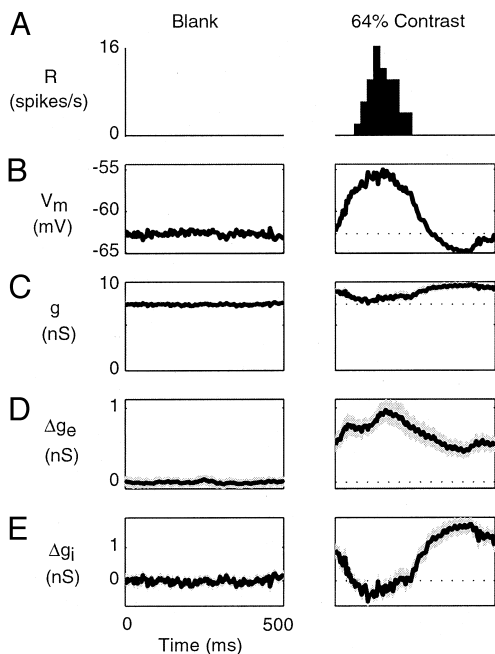 A
Blank
64% Contrast
R
(spikes/s)
16
0
B
Vm
(mV)
-55
-60
-65
C
g
(nS)
10
0
D
Δge
(nS)
1
0
E
Δgi
(nS)
1
0
0
500
Time (ms)